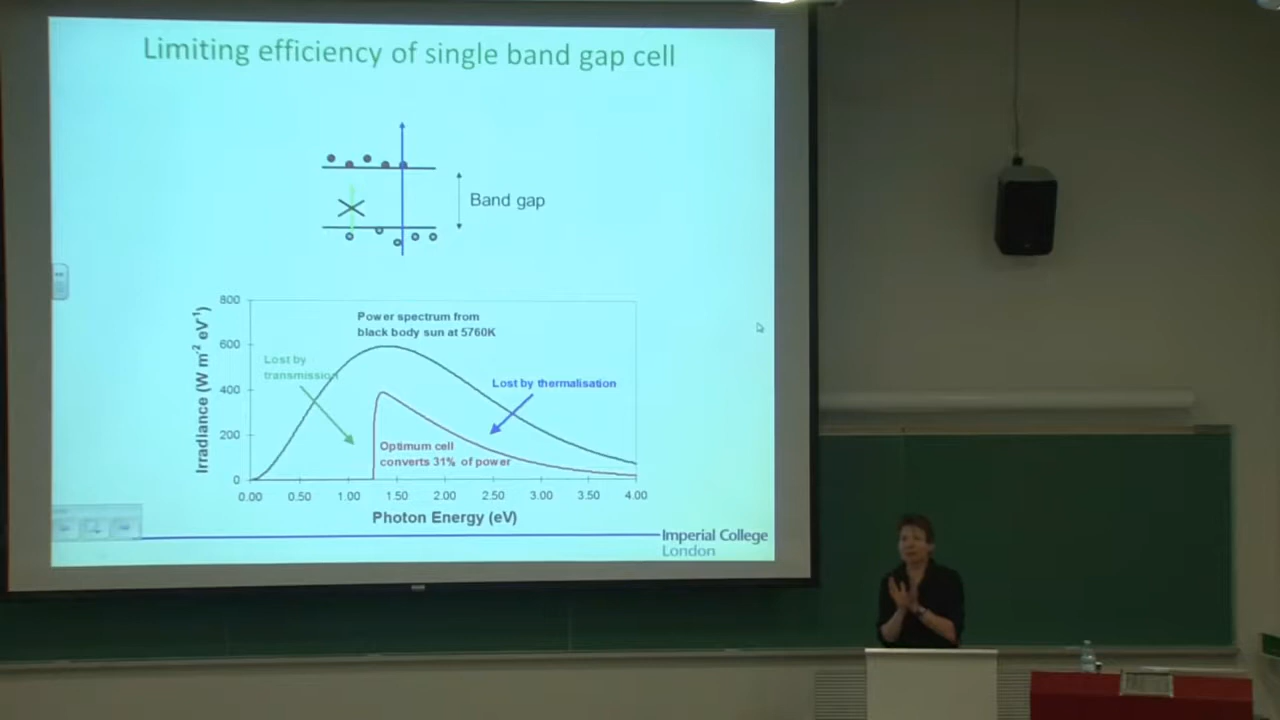 Limiting efficiency of single band gap cell
Band gap
800
600
400
200
0
Irradiance (W m⁻² eV⁻¹)
Power spectrum from
black body sun at 5760K
Lost by
transmission
Lost by thermalisation
Optimum cell
converts 31% of power
0.00 0.50 1.00 1.50 2.00 2.50 3.00 3.50 4.00
Photon Energy (eV)
Imperial College
London